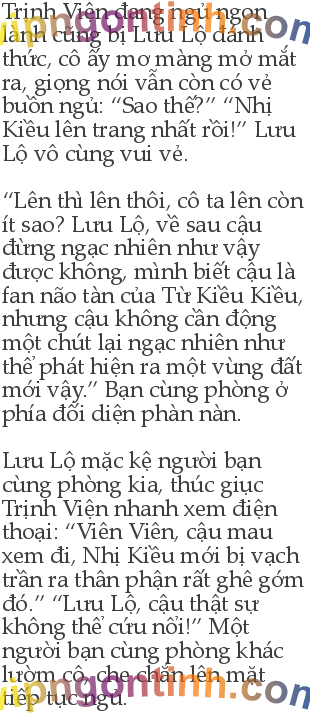 Trịnh Viện đang ngủ ngon
lành cũng bị Lưu Lộ đánh
thức, cô ấy mơ màng mở mắt
ra, giọng nói vẫn còn có vẻ
buồn ngủ: “Sao thế?” “Nhị
Kiều lên trang nhất rồi!” Lưu
Lộ vô cùng vui vẻ.

“Lên thì lên thôi, cô ta lên còn
ít sao? Lưu Lộ, về sau cậu
đừng ngạc nhiên như vậy
được không, mình biết cậu là
fan não tàn của Từ Kiều Kiều,
nhưng cậu không cần động
một chút lại ngạc nhiên như
thể phát hiện ra một vùng đất
mới vậy.” Bạn cùng phòng ở
phía đối diện phàn nàn.

Lưu Lộ mặc kệ người bạn
cùng phòng kia, thúc giục
Trịnh Viện nhanh xem điện
thoại: “Viên Viên, cậu mau
xem đi, Nhị Kiều mới bị vạch
trần ra thân phận rất ghê gớm
đó.” “Lưu Lộ, cậu thật sự
không thể cứu nổi!” Một
người bạn cùng phòng khác
lườm cô, che chắn lên mặt
tiếp tục ngủ.
vipngontinh.com
vipngontinh.com